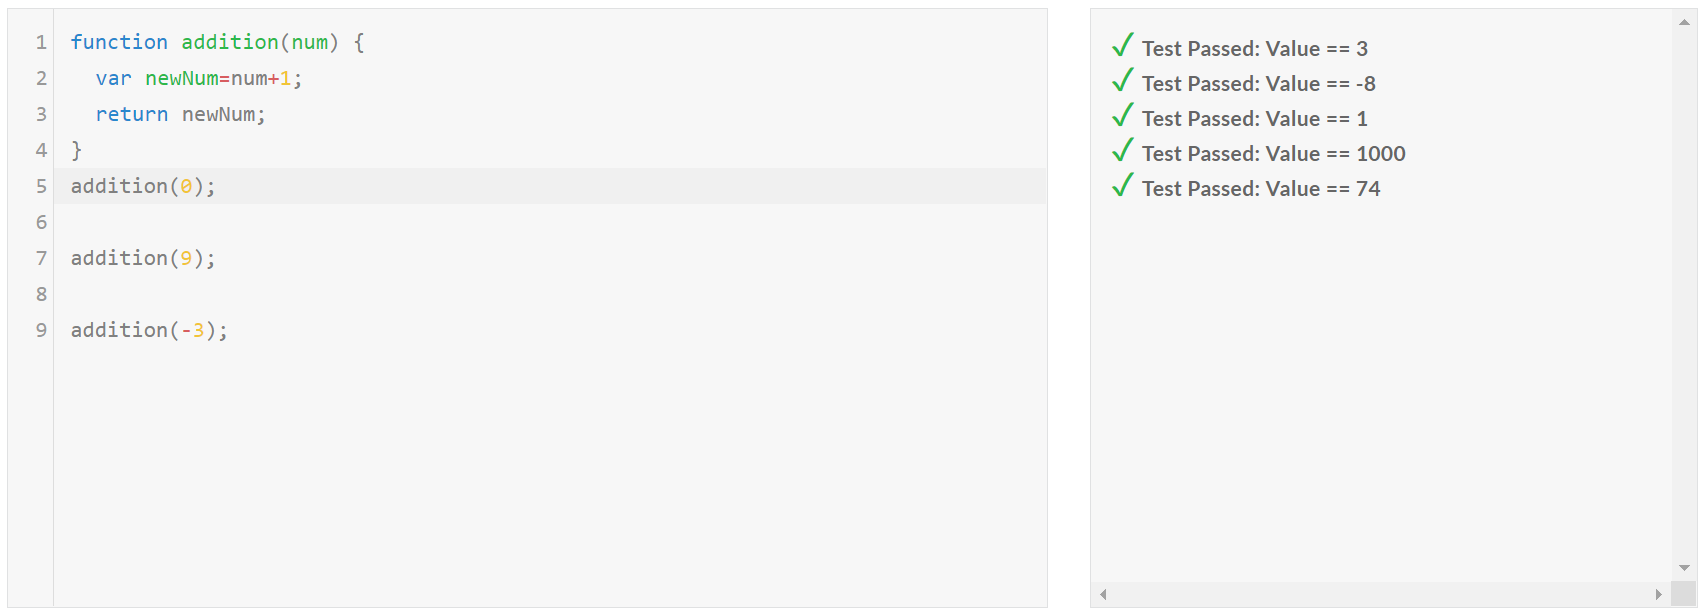 1 function addition(num) {
2   var newNum=num+1;
3   return newNum;
4 }
5 addition(0);
6
7 addition(9);
8
9 addition(-3);
✓ Test Passed: Value == 3
✓ Test Passed: Value == -8
✓ Test Passed: Value == 1
✓ Test Passed: Value == 1000
✓ Test Passed: Value == 74